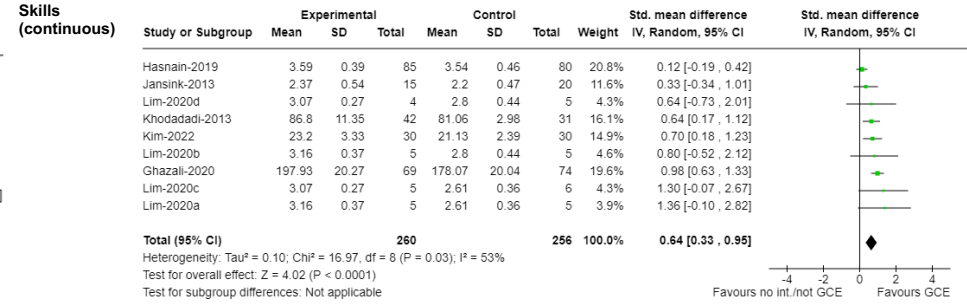 Skills
(continuous)
Experimental Control Std. mean difference Std. mean difference
Study or Subgroup Mean SD Total Mean SD Total Weight IV, Random, 95% CI IV, Random, 95% CI
Hasnain-2019 3.59 0.39 85 3.54 0.46 80 20.8% 0.12 [-0.19 , 0.42]
Jansink-2013 2.37 0.54 15 2.2 0.47 20 12.8% 0.33 [-0.34 , 1.01]
Lim-2020d 3.07 0.27 4 2.8 0.44 5 4.3% 0.64 [-0.73 , 2.01]
Khodadadi-2013 86.8 11.35 42 81.06 2.98 31 16.1% 0.64 [0.17 , 1.12]
Kim-2022 23.2 3.33 30 21.13 2.39 30 14.9% 0.70 [0.18 , 1.23]
Lim-2020b 3.16 0.37 5 2.8 0.44 5 4.6% 0.80 [-0.52 , 2.12]
Ghazali-2020 197.93 20.27 69 178.07 20.04 74 19.6% 0.98 [0.63 , 1.33]
Lim-2020c 3.07 0.27 5 2.61 0.36 6 4.3% 1.30 [-0.07 , 2.67]
Lim-2020a 3.16 0.37 5 2.61 0.36 5 3.9% 1.36 [-0.10 , 2.82]
Total (95% CI) 260 256 100.0% 0.64 [0.33 , 0.95]
Heterogeneity: Tau² = 0.10; Chi² = 16.97, df = 8 (P = 0.03); I² = 53%
Test for overall effect: Z = 4.02 (P < 0.0001)
Test for subgroup differences: Not applicable
-4 -2 0 2 4
Favours no int./not GCE Favours GCE